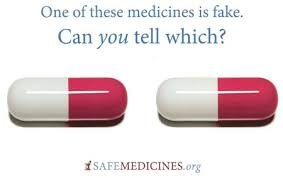 One of these medicines is fake.
Can you tell which?
SAFEMEDICINES.org